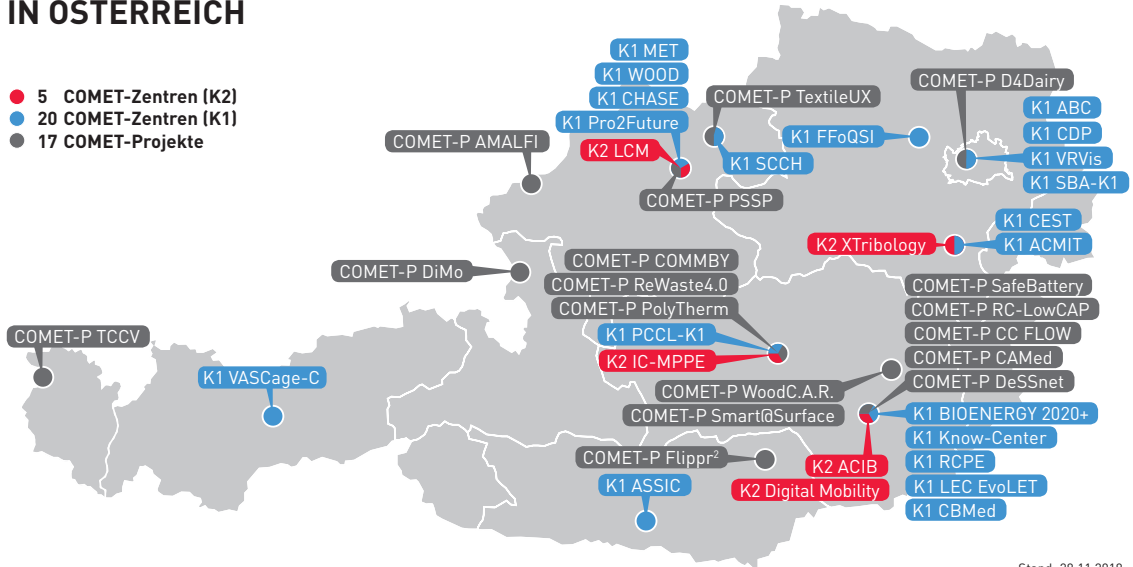 IN ÖSTERREICH
5 COMET-Zentren (K2)
20 COMET-Zentren (K1)
17 COMET-Projekte
K1 MET
K1 WOOD
K1 CHASE
K1 Pro2Future
K2 LCM
COMET-P AMALFI
COMET-P TextileUX
K1 SCCH
COMET-P PSSP
K1 FFoQSI
COMET-P D4Dairy
K1 ABC
K1 CDP
K1 VRVis
K1 SBA-K1
K1 CEST
K1 ACMIT
K2 XTribology
COMET-P DiMo
COMET-P COMMBY
COMET-P ReWaste4.0
COMET-P PolyTherm
K1 PCCL-K1
K2 IC-MPPE
COMET-P TCCV
K1 VASCage-C
COMET-P SafeBattery
COMET-P RC-LowCAP
COMET-P CC FLOW
COMET-P CAMed
COMET-P DeSSnet
COMET-P WoodC.A.R.
COMET-P Smart@Surface
K1 BIOENERGY 2020+
K1 Know-Center
K1 RCPE
K1 LEC EvoLET
K1 CBMed
COMET-P Flippr²
K1 ASSIC
K2 ACIB
K2 Digital Mobility